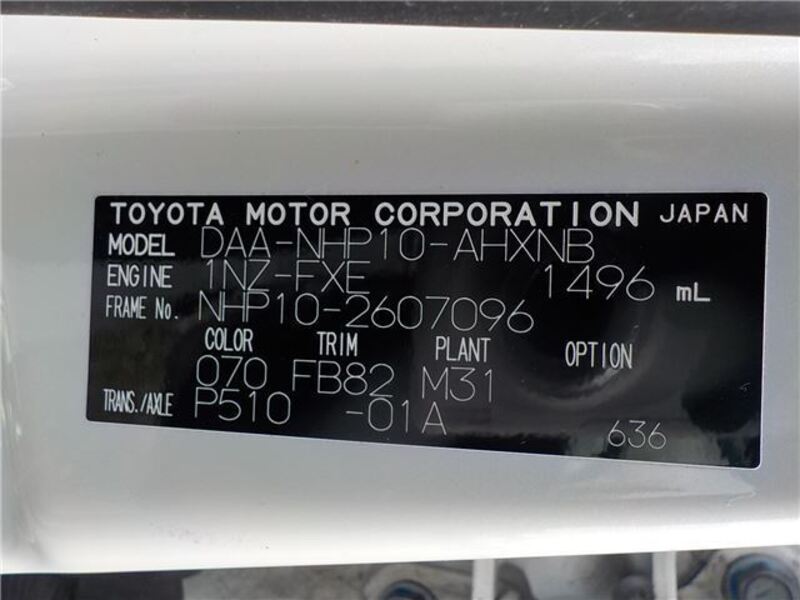 TOYOTA MOTOR CORPORATION JAPAN
MODEL DAA-NHP10-AHXNB
ENGINE 1NZ-FXE 1496 mL
FRAME No. NHP10-2607096
COLOR TRIM PLANT OPTION
070 FB82 M31
TRANS./AXLE P510 -01A 636